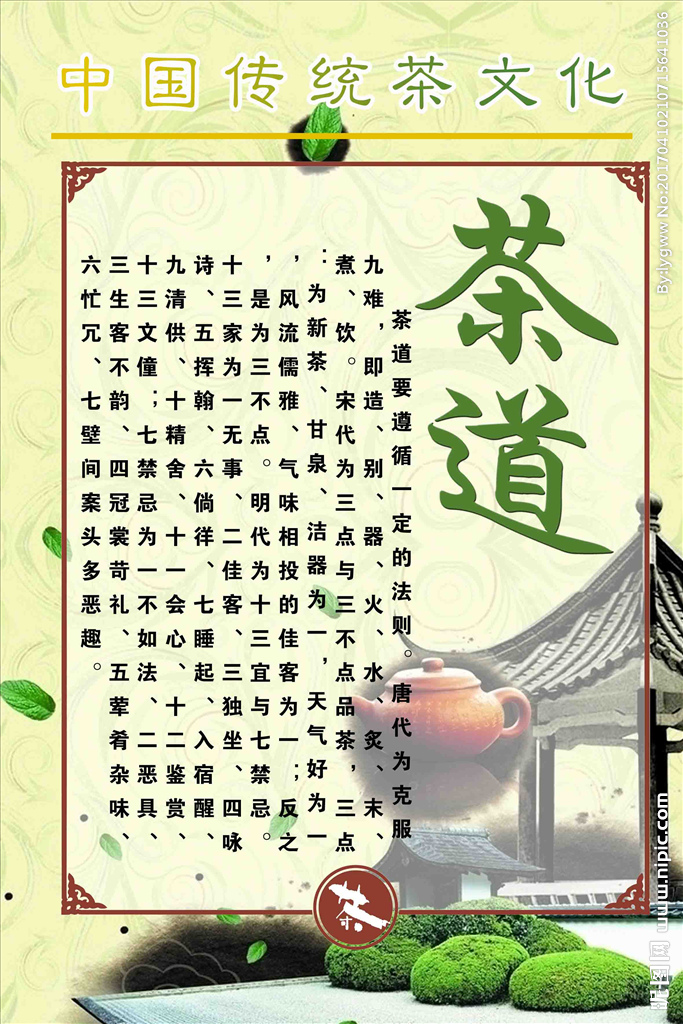 中国传统茶文化
茶道
茶道要遵循一定的法则。唐代为克服
九难,即造、别、器、火、水、炙、末、
煮、饮。宋代为三点与三不点品茶,三点
:为新茶、甘泉、洁器为一,天气好为一
,风流儒雅、气味相投的佳客为一;反之
,是为三不点。明代为十三宜与七禁忌。
十三家为一无事、二佳客、三独坐、四咏
诗、五挥翰、六倘徉、七睡起、入宿醒、
九清供、十精舍、十一会心、十二鉴赏、
十三文僮;七禁忌为一不如法、二恶具、
三生客不韵、四冠裳苛礼、五荤肴杂味、
六忙冗、七壁间案头多恶趣。
茶
By:lygww No:20170410210715641036
昵图网 www.nipic.com